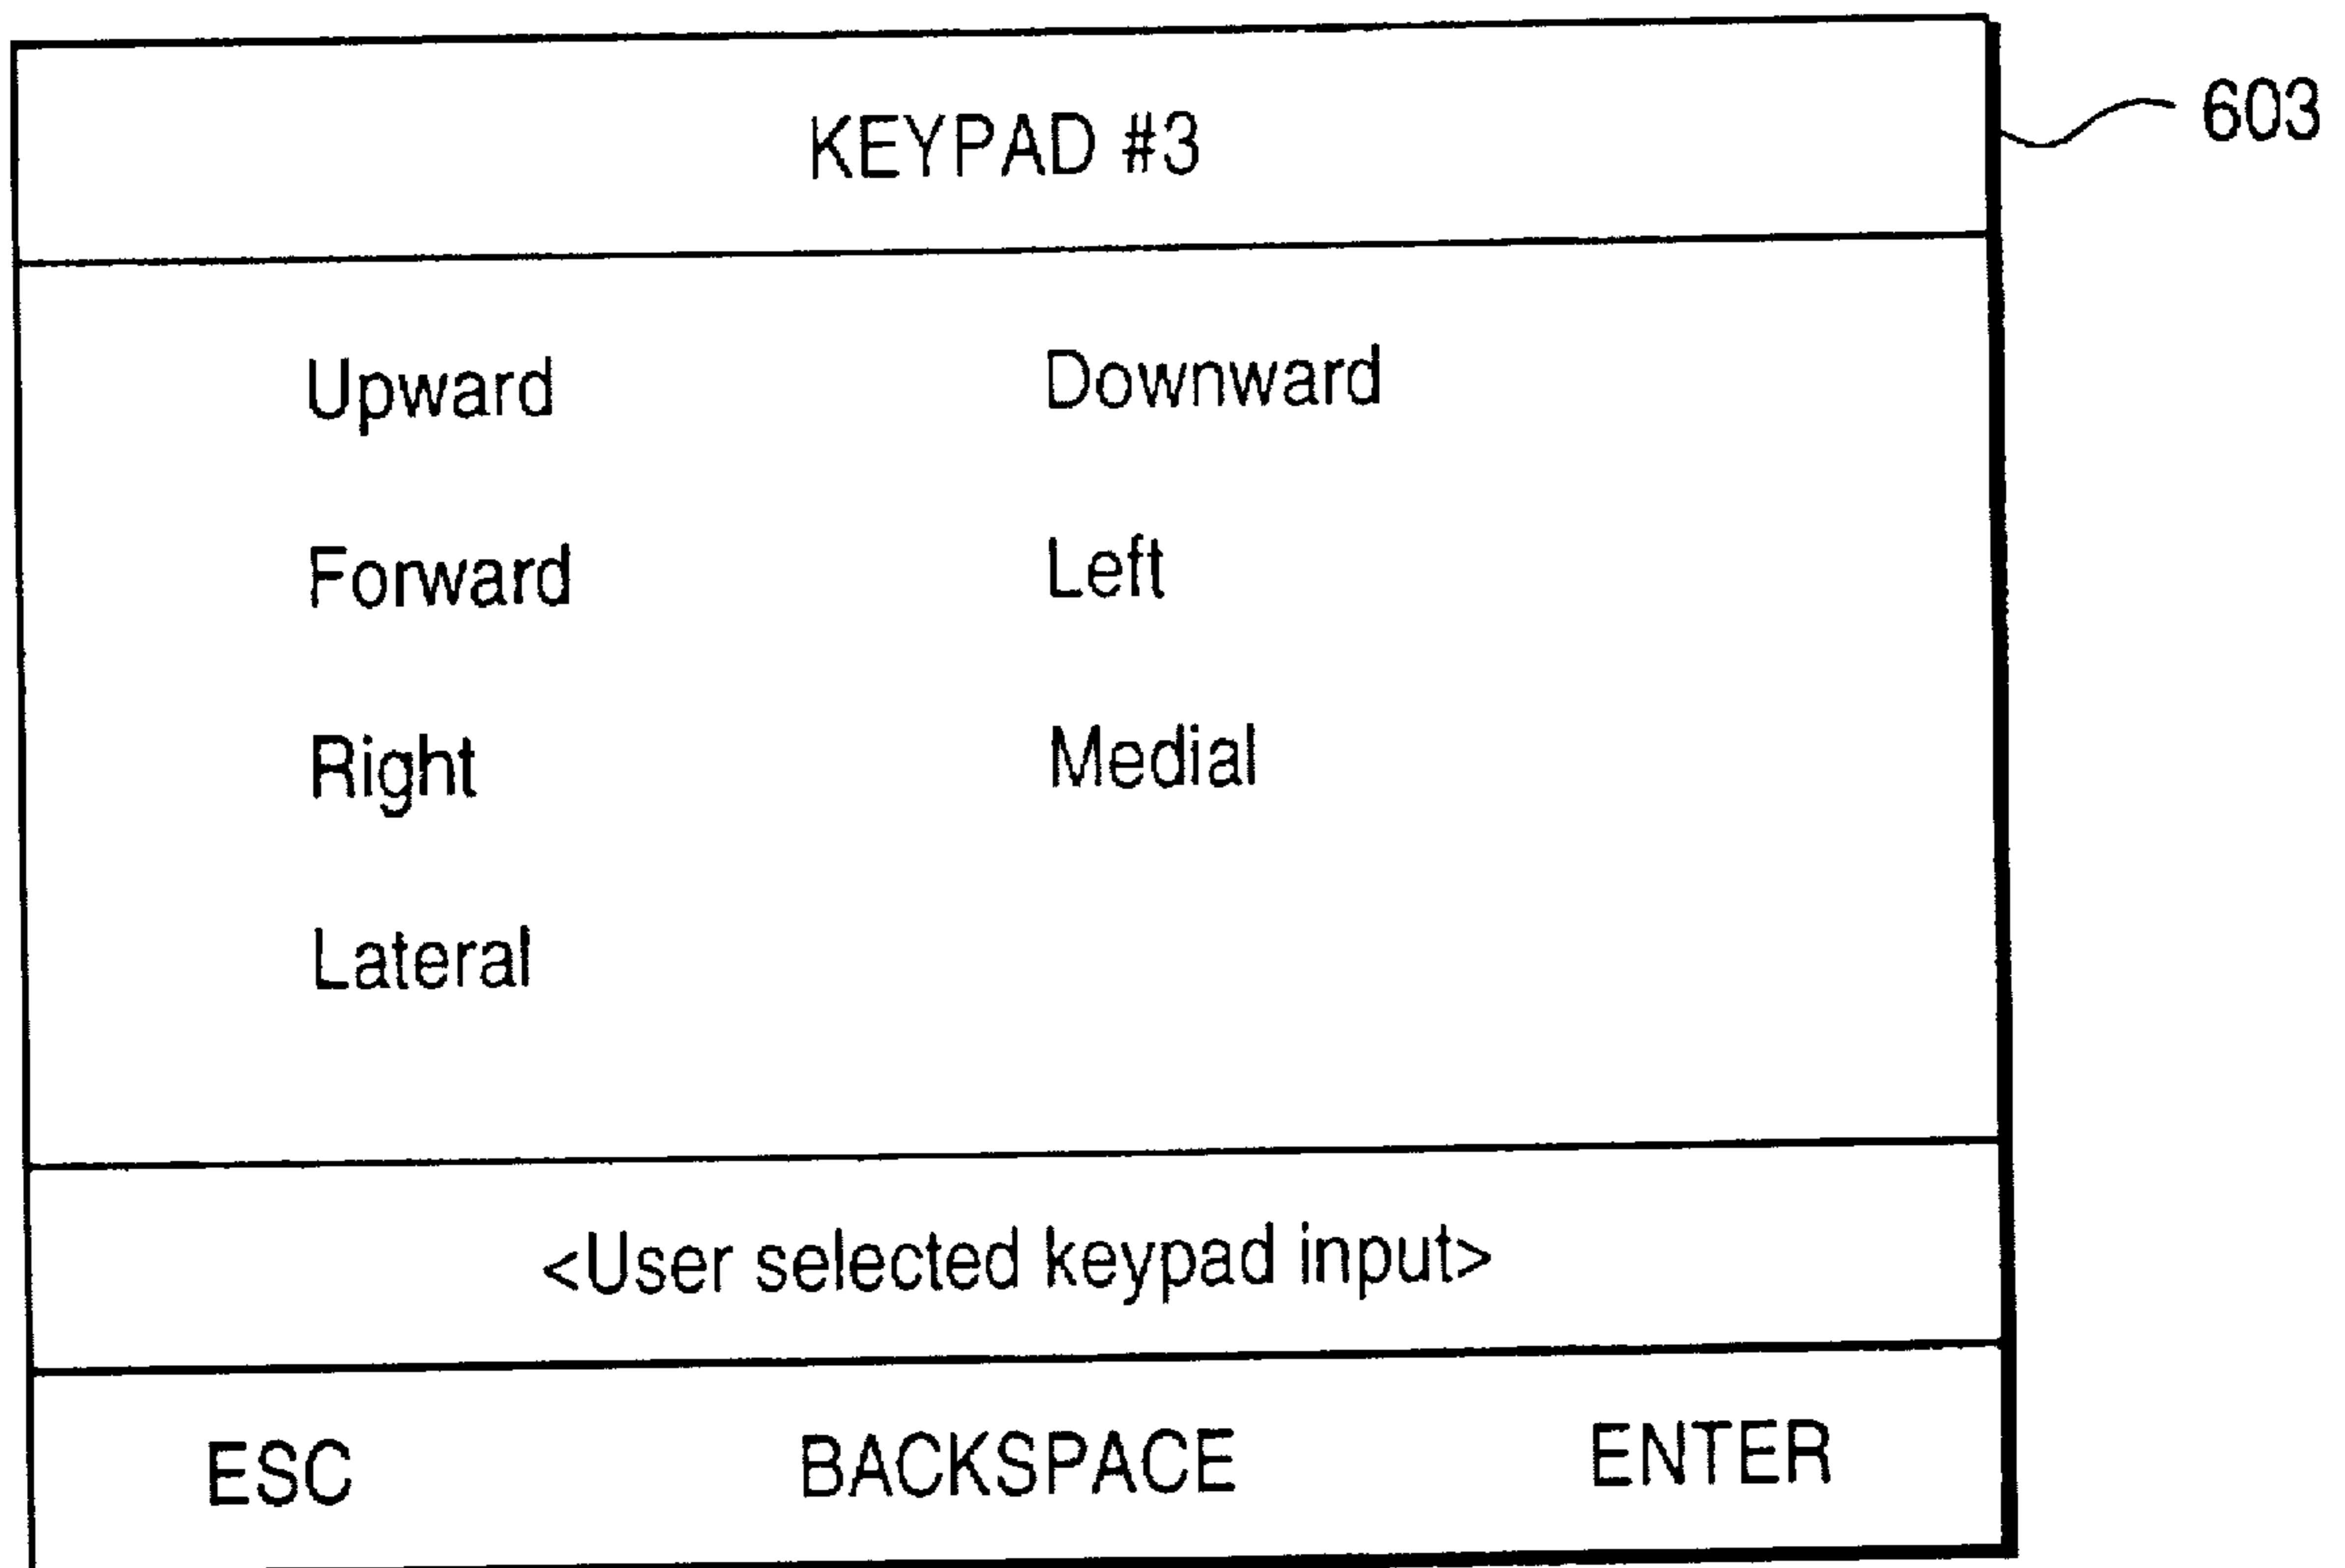 KEYPAD #3
603
Upward Downward
Forward Left
Right Medial
Lateral
<User selected keypad input>
ESC BACKSPACE ENTER